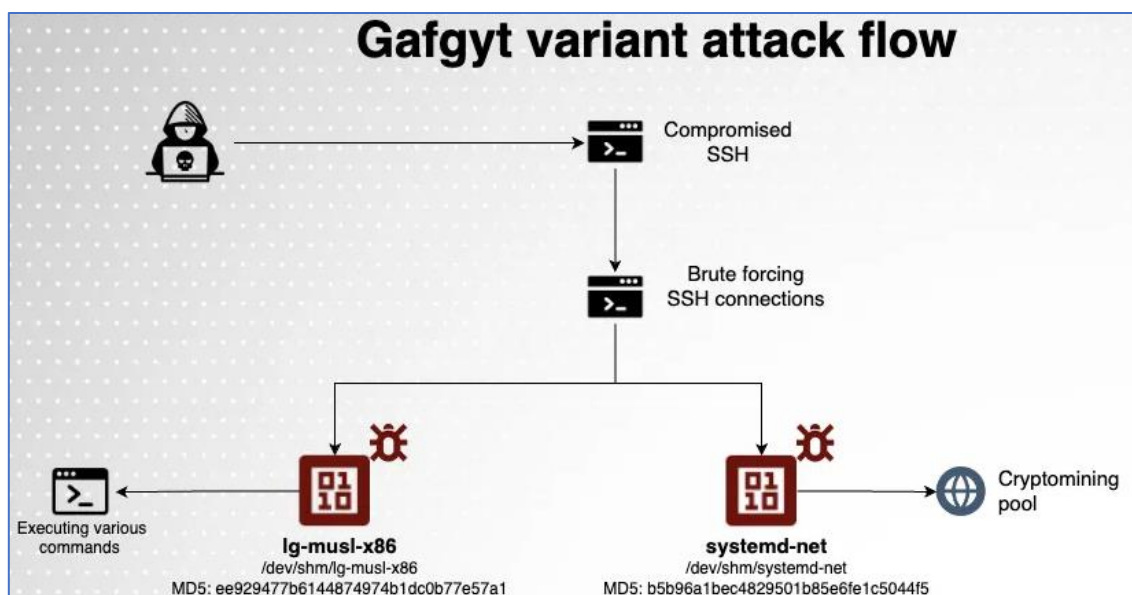 Gafgyt variant attack flow
Compromised
SSH
Brute forcing
SSH connections
Executing various
commands
lg-musl-x86
/dev/shm/lg-musl-x86
MD5: ee929477b6144874974b1dc0b77e57a1
systemd-net
/dev/shm/systemd-net
MD5: b5b96a1bec4829501b85e6fe1c5044f5
Cryptomining
pool